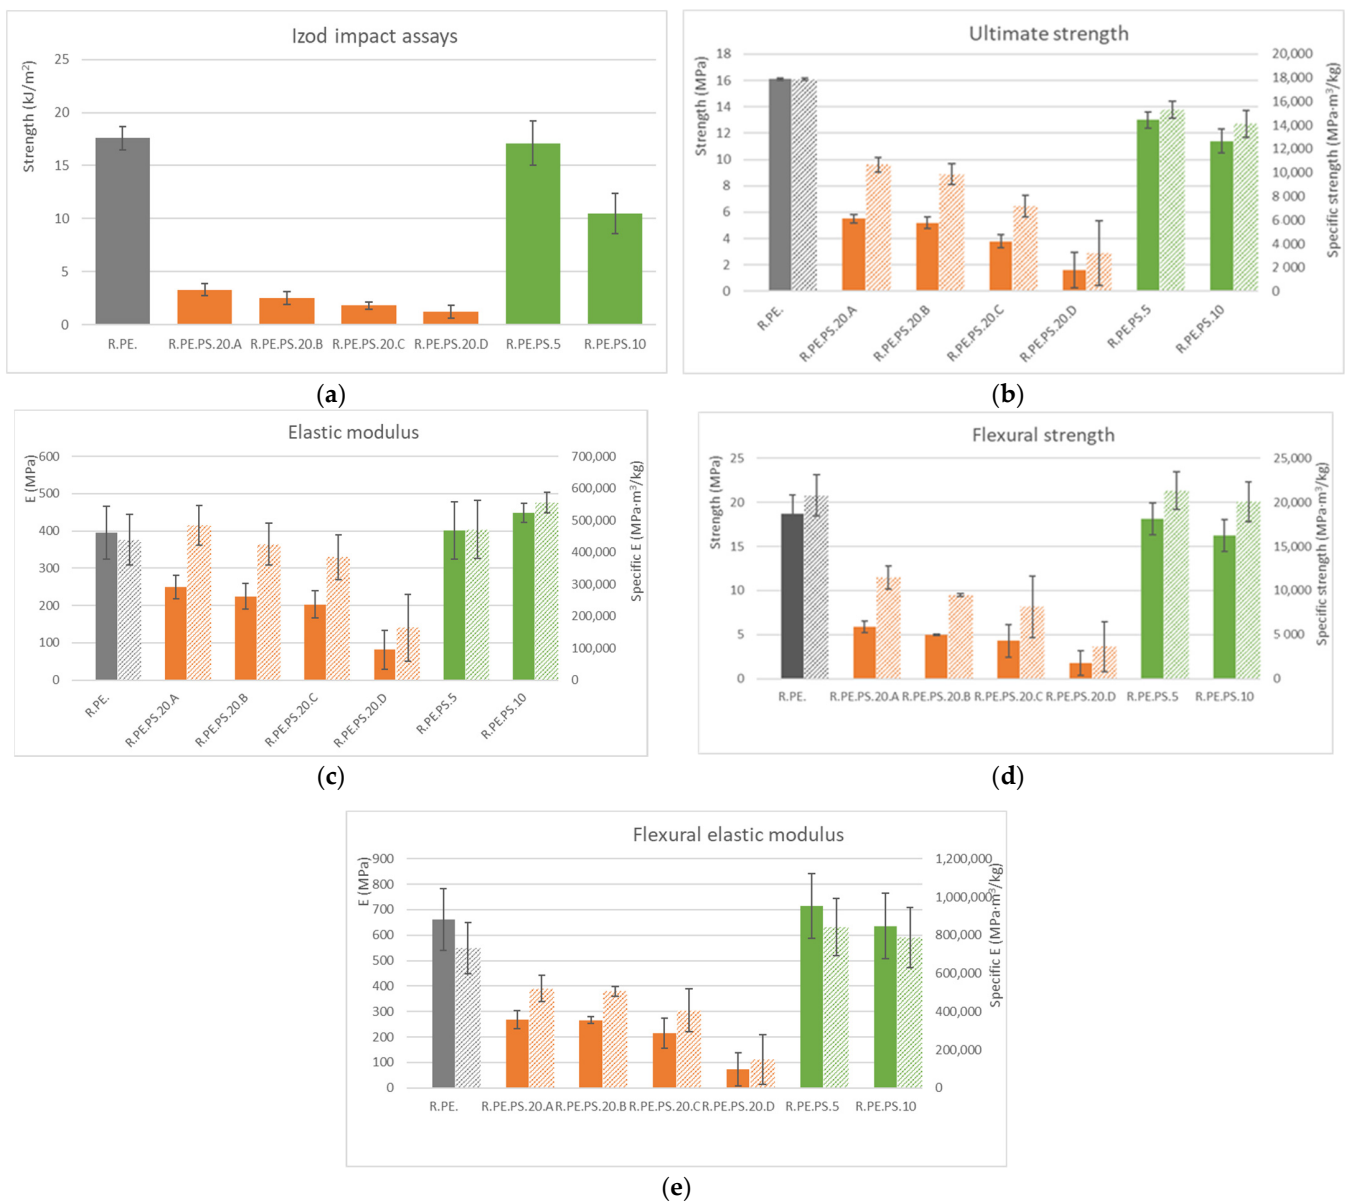 Izod impact assays
Strength (kJ/m²)
25
20
15
10
5
0
R.PE. R.PE.PS.20.A R.PE.PS.20.B R.PE.PS.20.C R.PE.PS.20.D R.PE.PS.5 R.PE.PS.10
(a)
Ultimate strength
Strength (MPa)
18
16
14
12
10
8
6
4
2
0
Specific strength (MPa·m³/kg)
20,000
18,000
16,000
14,000
12,000
10,000
8 000
6 000
4 000
2 000
0
R.PE. R.PE.PS.20.A R.PE.PS.20.B R.PE.PS.20.C R.PE.PS.20.D R.PE.PS.5 R.PE.PS.10
(b)
Elastic modulus
E (MPa)
600
500
400
300
200
100
0
Specific E (MPa·m³/kg)
700,000
600,000
500,000
400,000
300,000
200,000
100,000
0
R.PE. R.PE.PS.20.A R.PE.PS.20.B R.PE.PS.20.C R.PE.PS.20.D R.PE.PS.5 R.PE.PS.10
(c)
Flexural strength
Strength (MPa)
25
20
15
10
5
0
Specific strength (MPa·m³/kg)
25,000
20,000
15,000
10,000
5 000
0
R.PE. R.PE.PS.20.A R.PE.PS.20.B R.PE.PS.20.C R.PE.PS.20.D R.PE.PS.5 R.PE.PS.10
(d)
Flexural elastic modulus
E (MPa)
900
800
700
600
500
400
300
200
100
0
Specific E (MPa·m³/kg)
1,200,000
1,000,000
800,000
600,000
400,000
200,000
0
R.PE. R.PE.PS.20.A R.PE.PS.20.B R.PE.PS.20.C R.PE.PS.20.D R.PE.PS.5 R.PE.PS.10
(e)